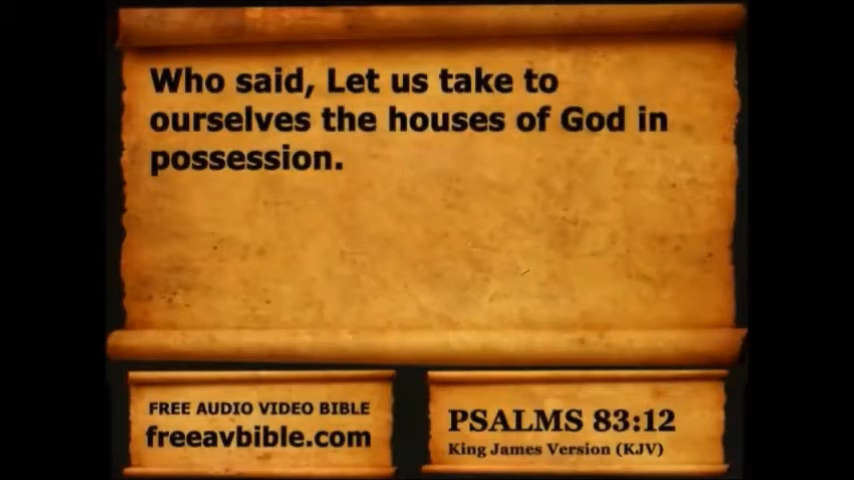 Who said, Let us take to
ourselves the houses of God in
possession.
FREE AUDIO VIDEO BIBLE
freeavbible.com
PSALMS 83:12
King James Version (KJV)